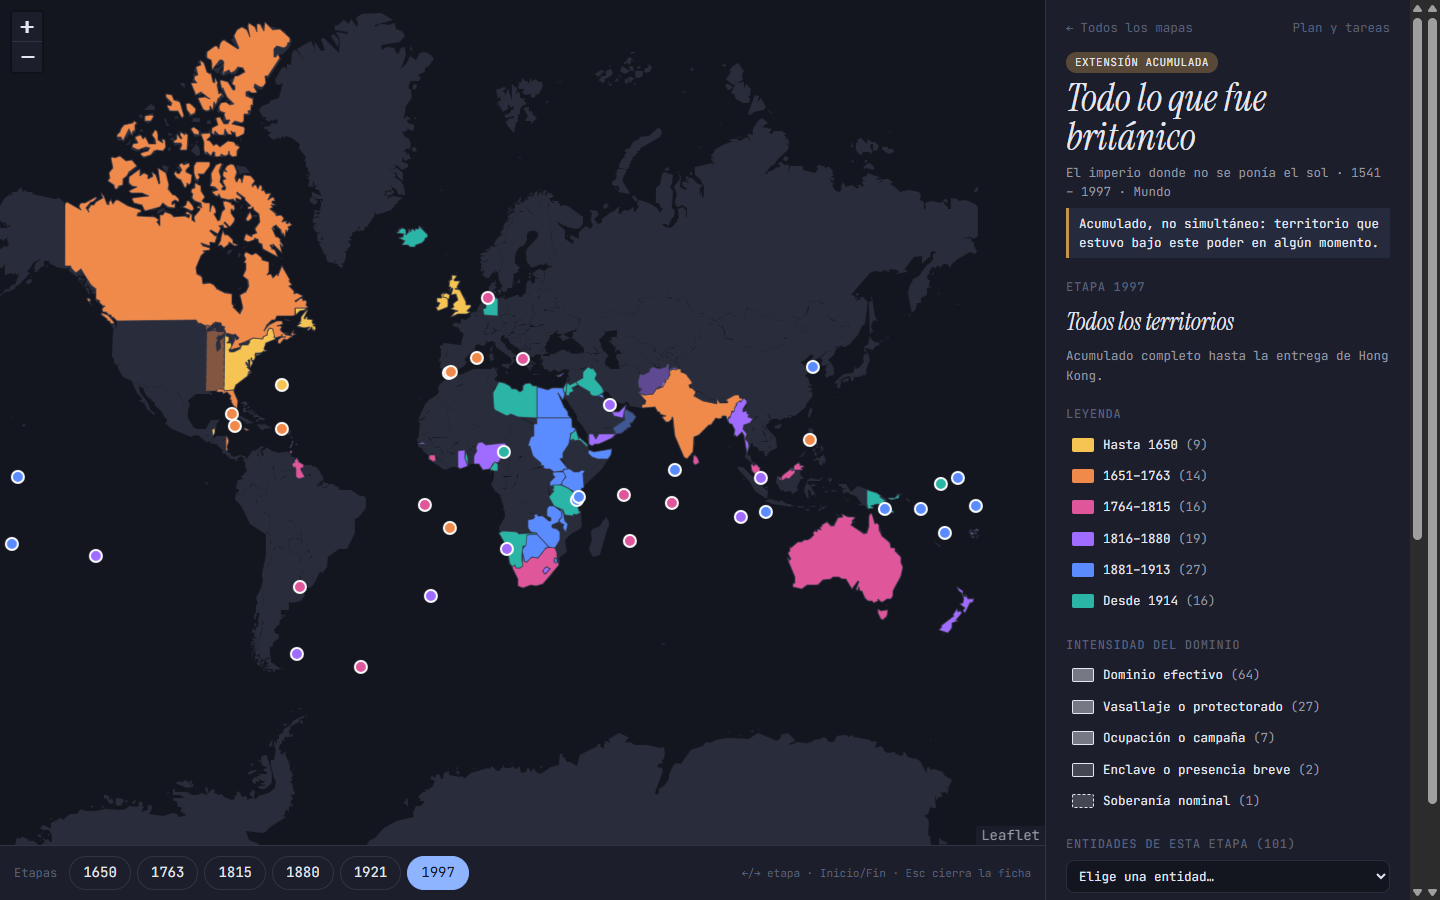 +
−
← Todos los mapas
Plan y tareas
EXTENSIÓN ACUMULADA
Todo lo que fue
británico
El imperio donde no se ponía el sol · 1541
– 1997 · Mundo
Acumulado, no simultáneo: territorio que
estuvo bajo este poder en algún momento.
ETAPA 1997
Todos los territorios
Acumulado completo hasta la entrega de Hong
Kong.
LEYENDA
Hasta 1650 (9)
1651–1763 (14)
1764–1815 (16)
1816–1880 (19)
1881–1913 (27)
Desde 1914 (16)
INTENSIDAD DEL DOMINIO
Dominio efectivo (64)
Vasallaje o protectorado (27)
Ocupación o campaña (7)
Enclave o presencia breve (2)
Soberanía nominal (1)
ENTIDADES DE ESTA ETAPA (101)
Elige una entidad…
Leaflet
Etapas
1650
1763
1815
1880
1921
1997
←/→ etapa · Inicio/Fin · Esc cierra la ficha